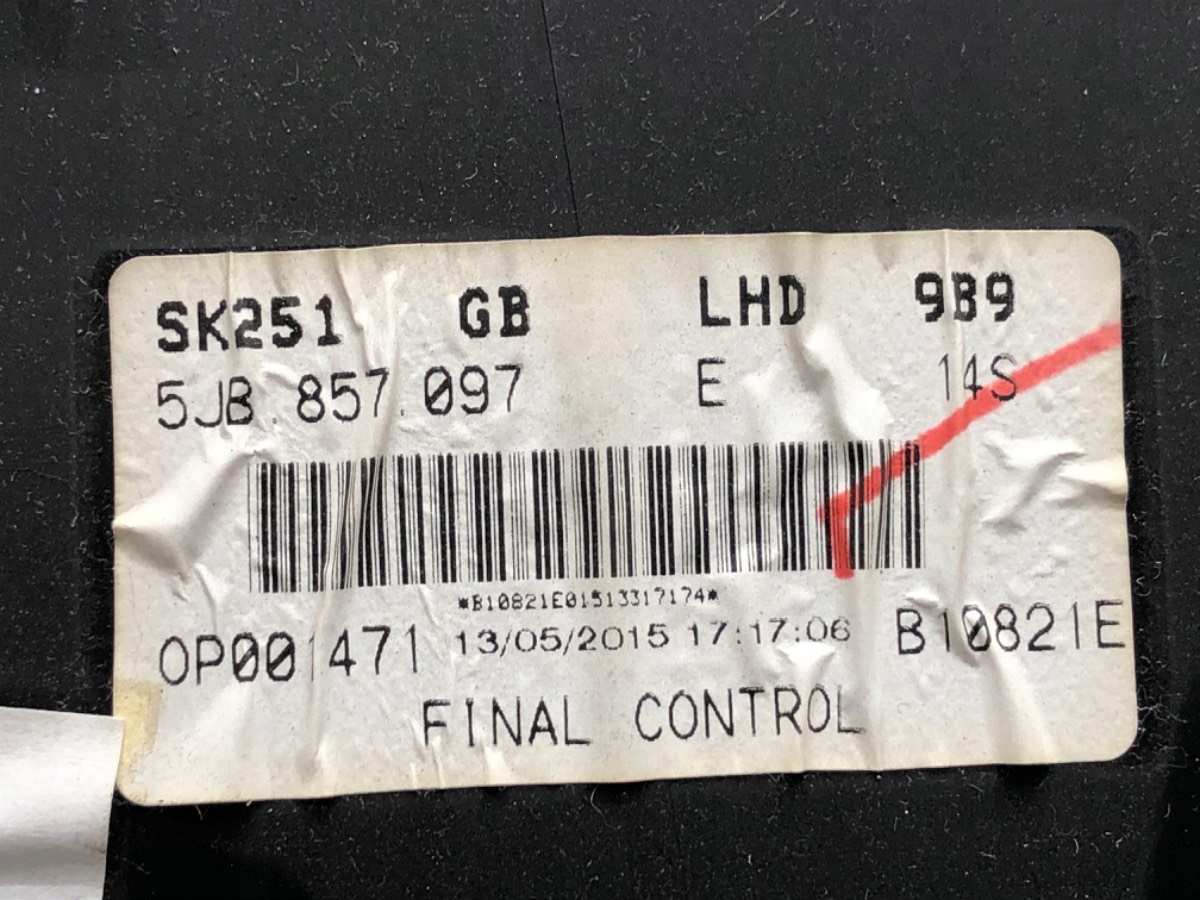 SK251 GB LHD 9B9
5JB 857 097 E 14S
*B10821E01513317174*
OP001471 13/05/2015 17:17:06 B10821E
FINAL CONTROL